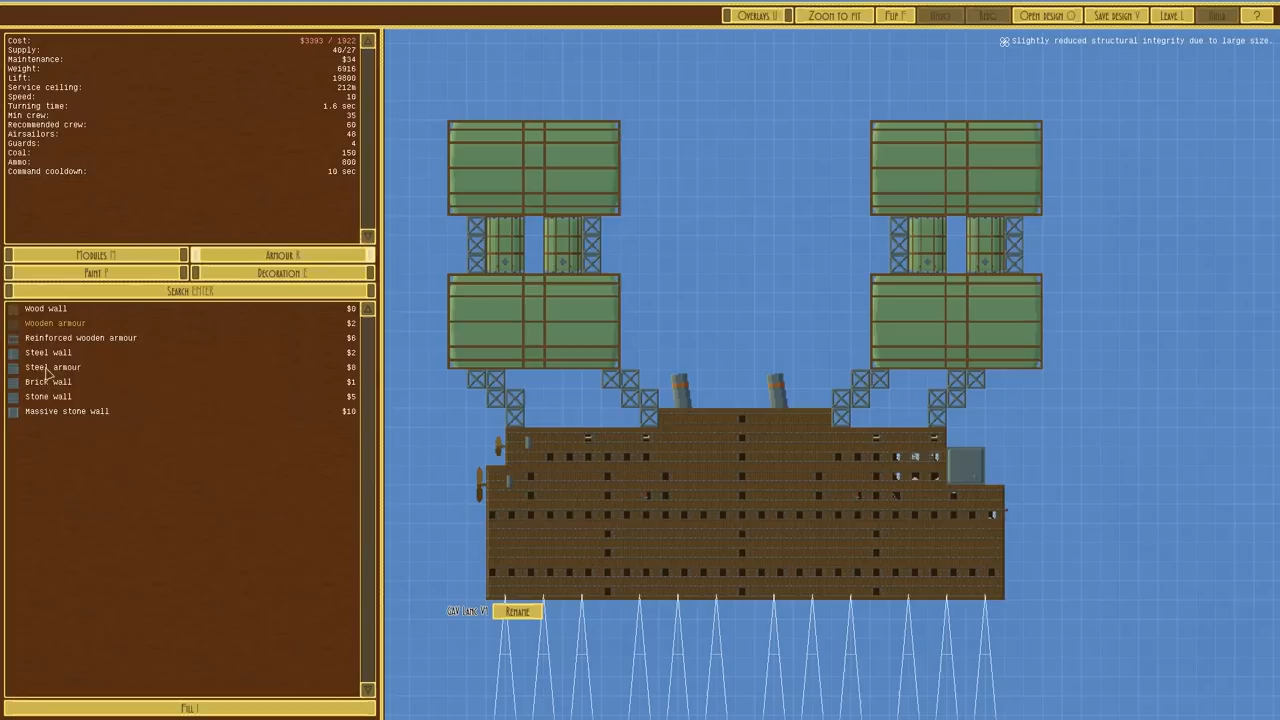 Overlays U
Zoom to fit
Flip F
Undo
Redo
Open design O
Save design V
Leave L
?
Cost: $3393 / 1922
Supply: 40/27
Maintenance: $34
Weight: 6916
Lift: 19800
Service ceiling: 212m
Speed: 10
Turning time: 1.6 sec
Min crew: 35
Recommended crew: 60
Airsailors: 48
Guards: 4
Coal: 150
Ammo: 800
Command cooldown: 10 sec
Slightly reduced structural integrity due to large size.
Modules M
Armour R
Paint P
Decoration E
Search ENTER
Wood wall $0
Wooden armour $2
Reinforced wooden armour $6
Steel wall $2
Steel armour $8
Brick wall $1
Stone wall $5
Massive stone wall $10
Rename
Fill I